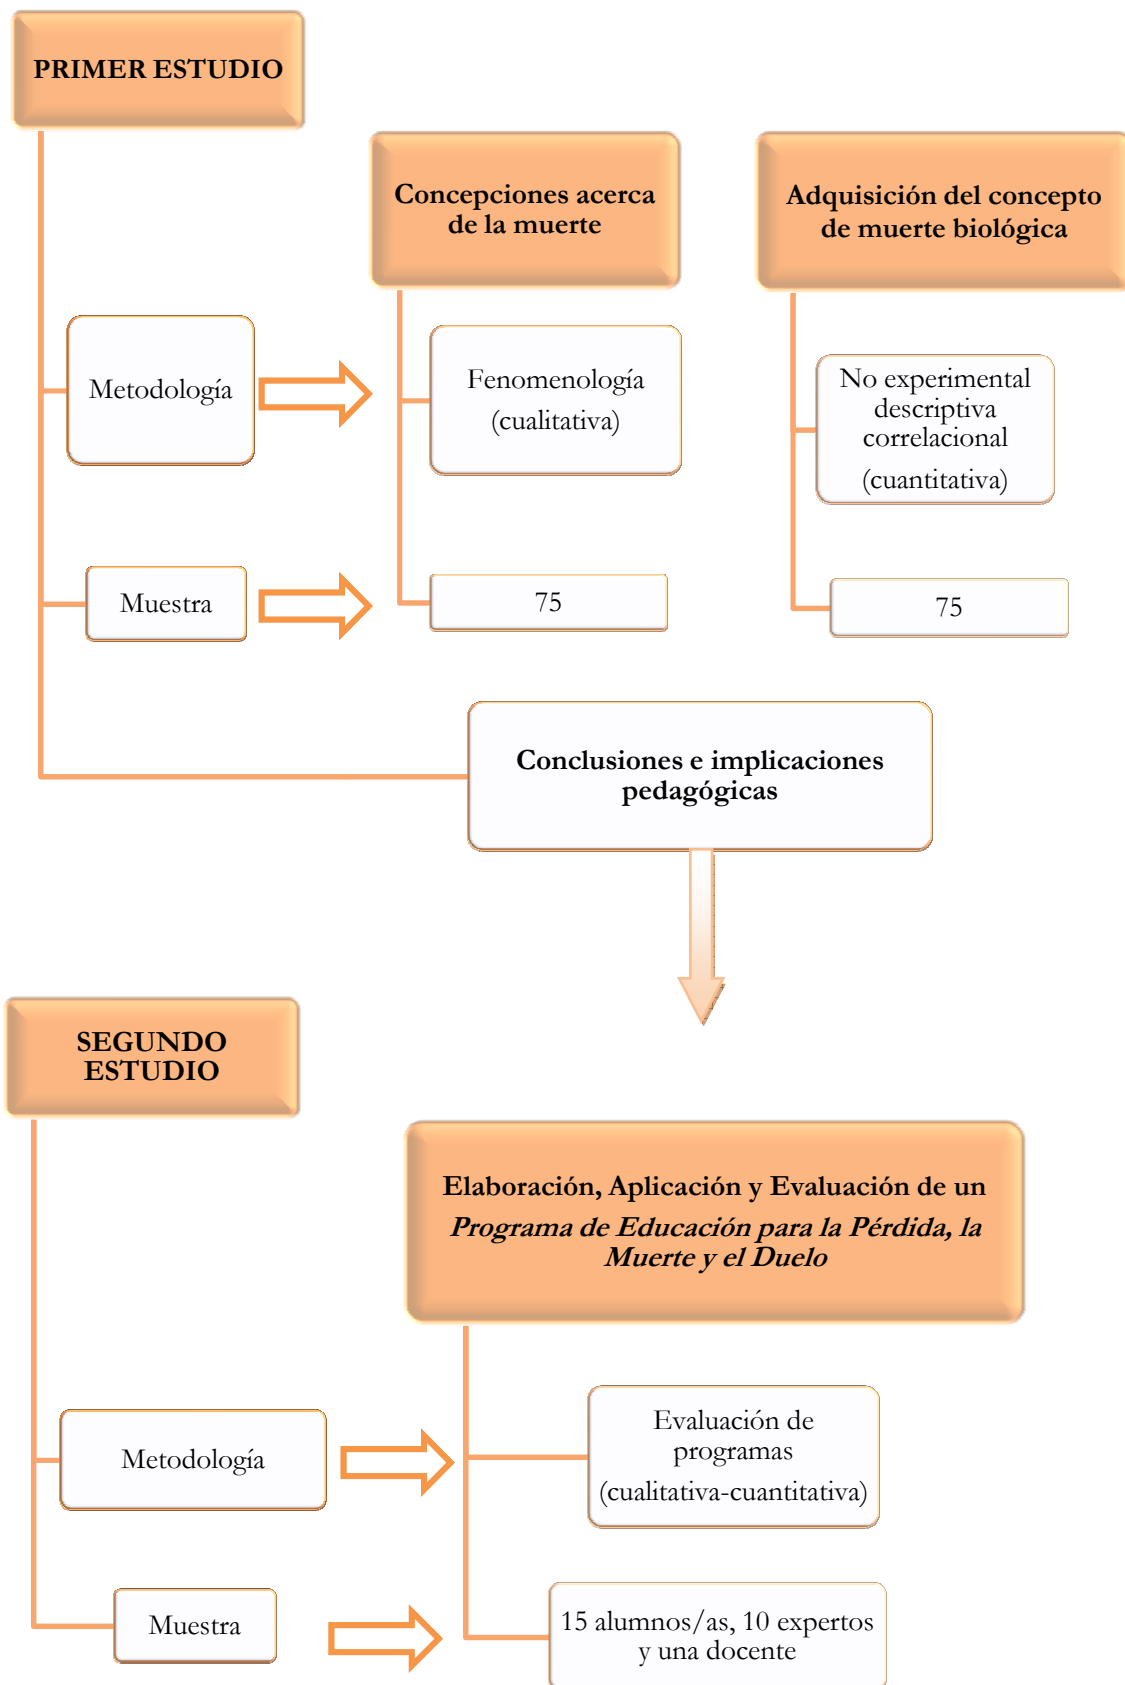 PRIMER ESTUDIO
Concepciones acerca
de la muerte
Adquisición del concepto
de muerte biológica
Metodología
Fenomenología
(cualitativa)
No experimental
descriptiva
correlacional
(cuantitativa)
Muestra
75
75
Conclusiones e implicaciones
pedagógicas
SEGUNDO
ESTUDIO
Elaboración, Aplicación y Evaluación de un
Programa de Educación para la Pérdida, la
Muerte y el Duelo
Metodología
Evaluación de
programas
(cualitativa-cuantitativa)
Muestra
15 alumnos/as, 10 expertos
y una docente